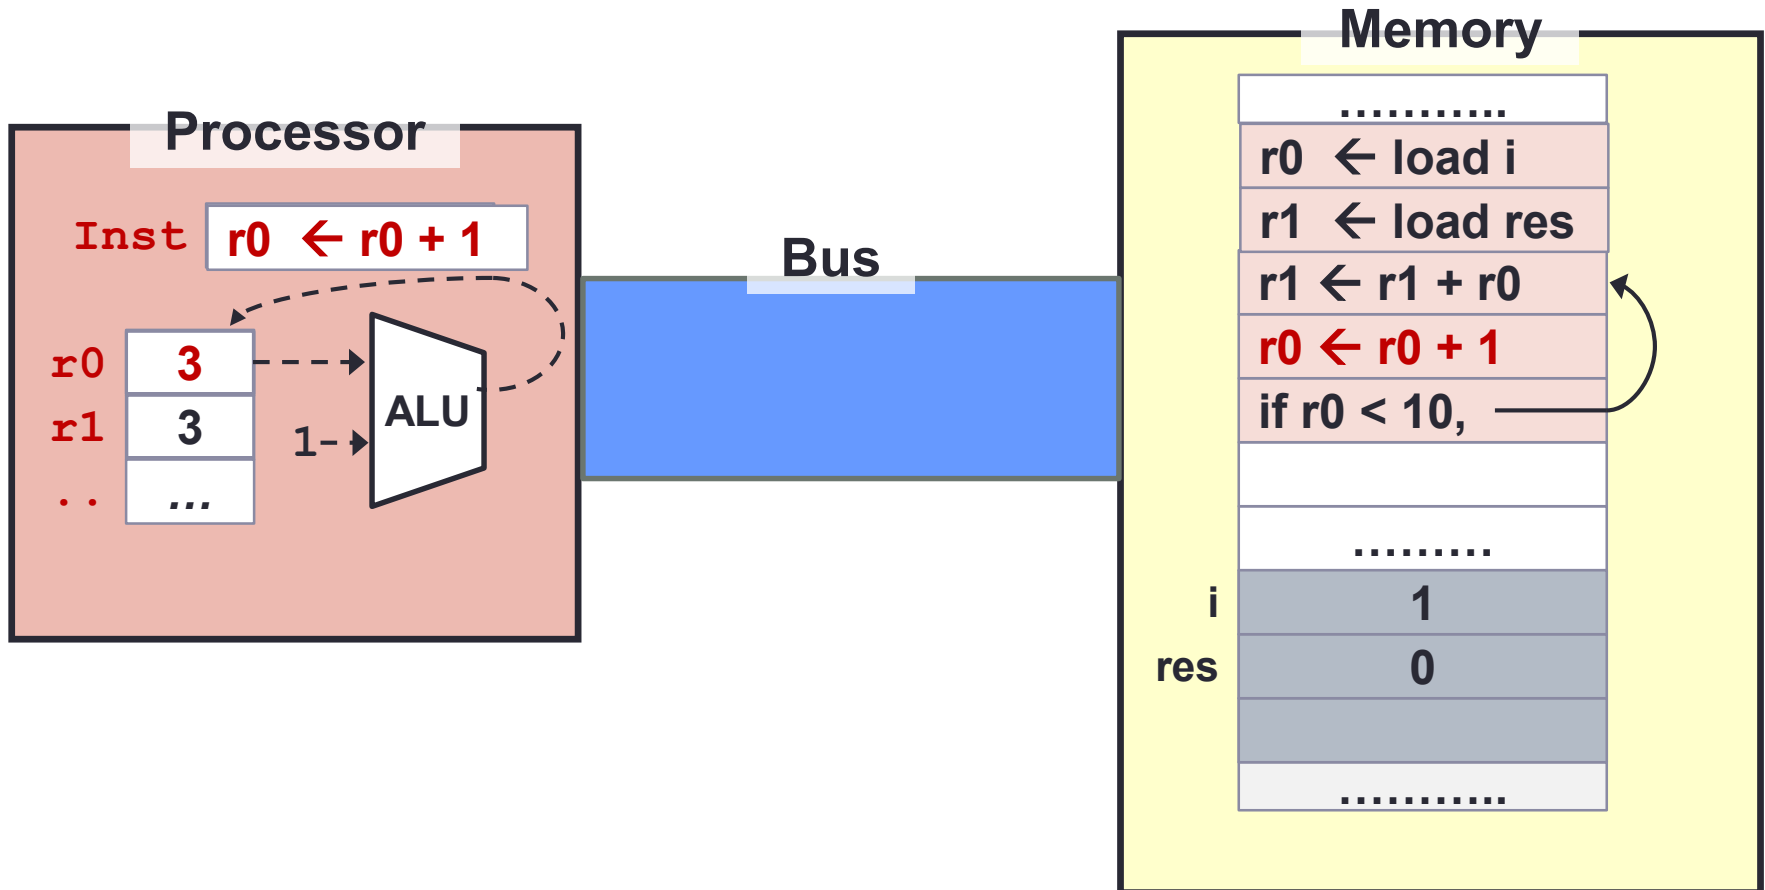 Processor
Inst r0 ← r0 + 1
r0 3
r1 3
.. ...
1
ALU
Bus
Memory
...........
r0 ← load i
r1 ← load res
r1 ← r1 + r0
r0 ← r0 + 1
if r0 < 10,
.........
i 1
res 0
...........